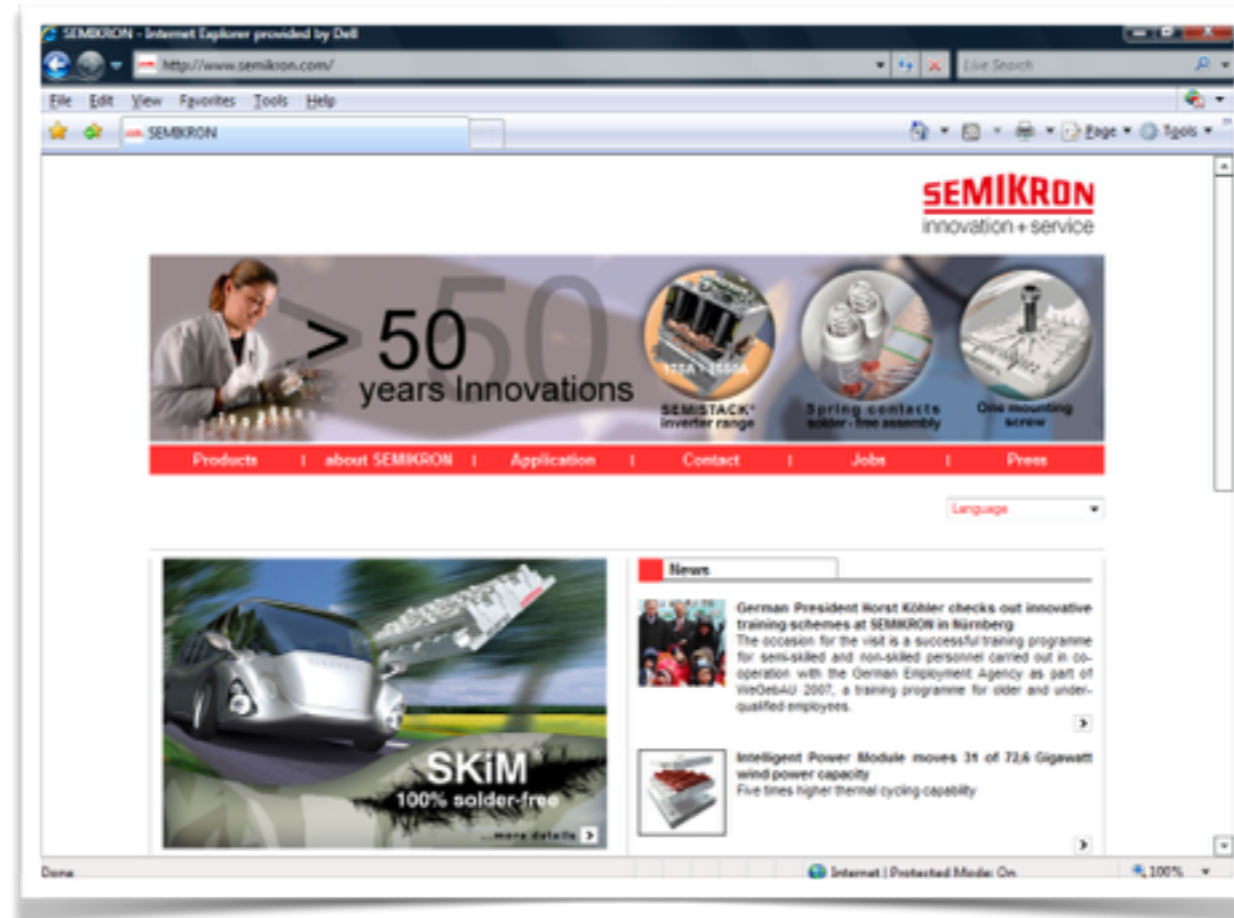 SEMIKRON - Internet Explorer provided by Dell
http://www.semikron.com/
Live Search
File Edit View Favorites Tools Help
SEMIKRON
Page Tools
SEMIKRON
innovation + service
> 50 50
years Innovations
SEMISTACK®
inverter range
Spring contacts
solder - free assembly
One mounting
screw
Products | about SEMIKRON | Application | Contact | Jobs | Press
Language
News
German President Horst Köhler checks out innovative
training schemes at SEMIKRON in Nürnberg
The occasion for the visit is a successful training programme
for semi-skilled and non-skilled personnel carried out in co-
operation with the German Employment Agency as part of
WeGebAU 2007, a training programme for older and under-
qualified employees.
Intelligent Power Module moves 31 of 72,6 Gigawatt
wind power capacity
Five times higher thermal cycling capability
SKiM
100% solder-free
...more details
Done
Internet | Protected Mode: On
100%